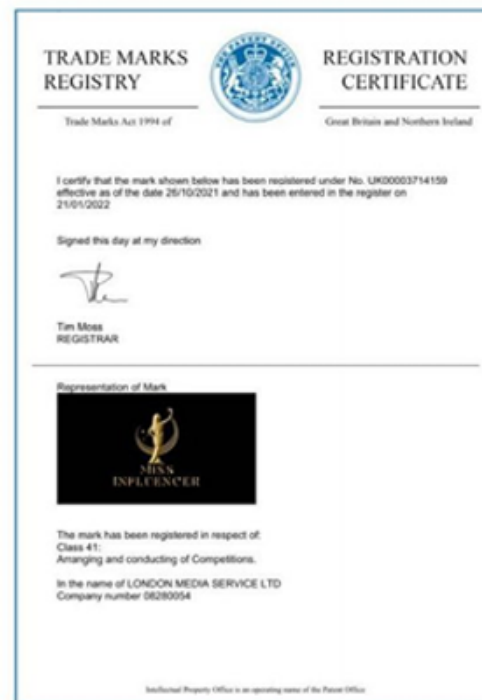 TRADE MARKS
REGISTRY
THE PATENT OFFICE
REGISTRATION
CERTIFICATE
Trade Marks Act 1994 of
Great Britain and Northern Ireland
I certify that the mark shown below has been registered under No. UK00003714159
effective as of the date 26/10/2021 and has been entered in the register on
21/01/2022
Signed this day at my direction
Tim Moss
REGISTRAR
Representation of Mark
MISS
INFLUENCER
The mark has been registered in respect of:
Class 41:
Arranging and conducting of Competitions.
In the name of LONDON MEDIA SERVICE LTD
Company number 08280054
Intellectual Property Office is an operating name of the Patent Office